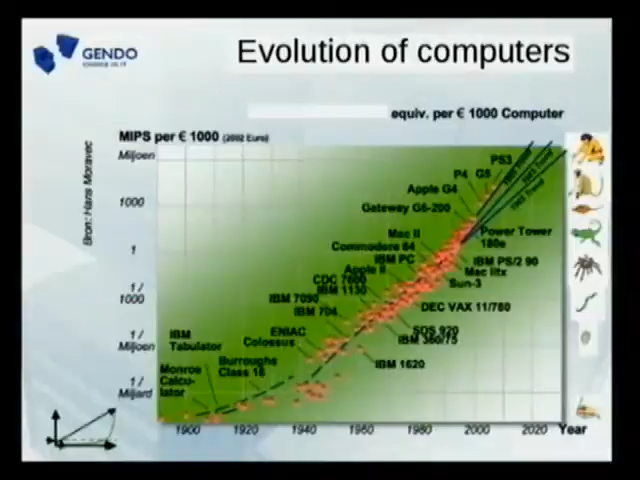 GENDO
Evolution of computers
equiv. per € 1000 Computer
MIPS per € 1000 (2002 Euro)
Bron: Hans Moravec
Miljoen
1000
1
1/
1000
1/
Miljoen
1/
Miljard
PS3
P4 G5
Apple G4
Gateway G6-200
Mac II
Commodore 64
IBM PC
Apple II
CDC 7600
IBM 1130
IBM 7090
IBM 704
ENIAC
Colossus
IBM
Tabulator
Burroughs
Class 16
Monroe
Calcu-
lator
Power Tower
180e
IBM PS/2 90
Mac IIfx
Sun-3
DEC VAX 11/780
SDS 920
IBM 360/75
IBM 1620
1900 1920 1940 1960 1980 2000 2020 Year